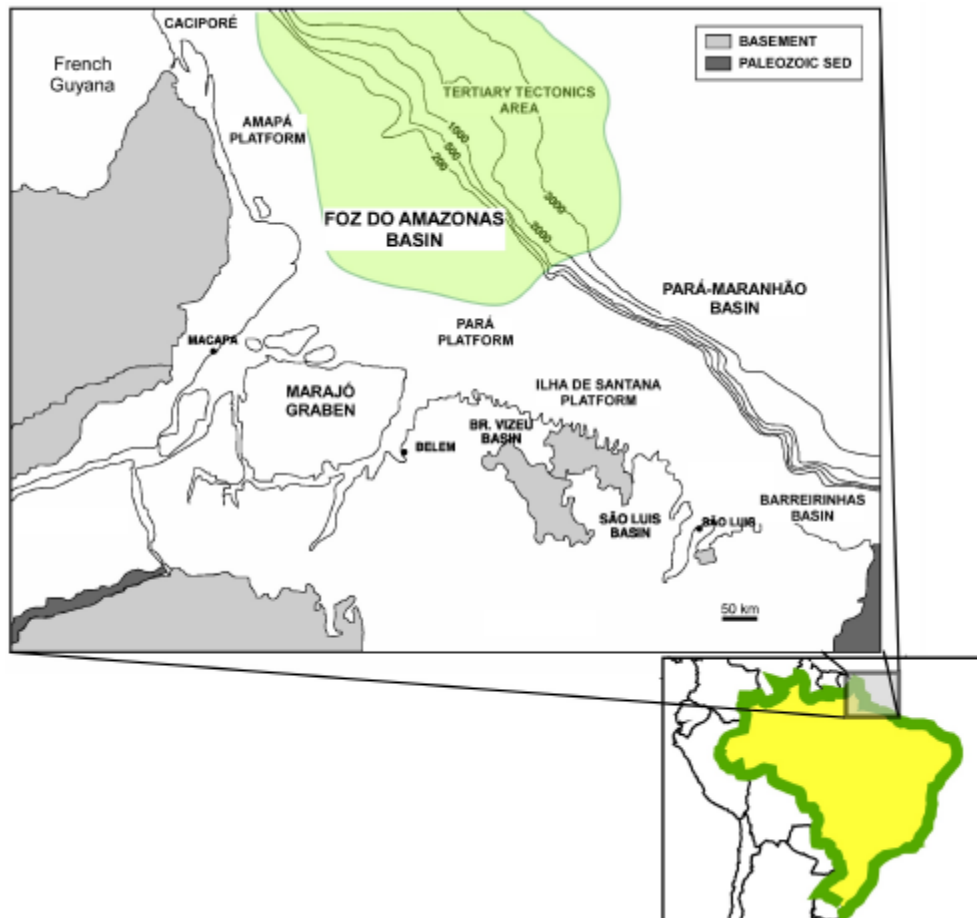 CACIPORÉ
French
Guyana
BASEMENT
PALEOZOIC SED
TERTIARY TECTONICS
AREA
AMAPÁ
PLATFORM
1000
500
200
3000
2000
FOZ DO AMAZONAS
BASIN
PARÁ-MARANHÃO
BASIN
PARÁ
PLATFORM
MACAPA
MARAJÓ
GRABEN
ILHA DE SANTANA
PLATFORM
BR. VIZEU
BASIN
BELEM
SÃO LUIS
BASIN
SÃO LUIS
BARREIRINHAS
BASIN
50 km